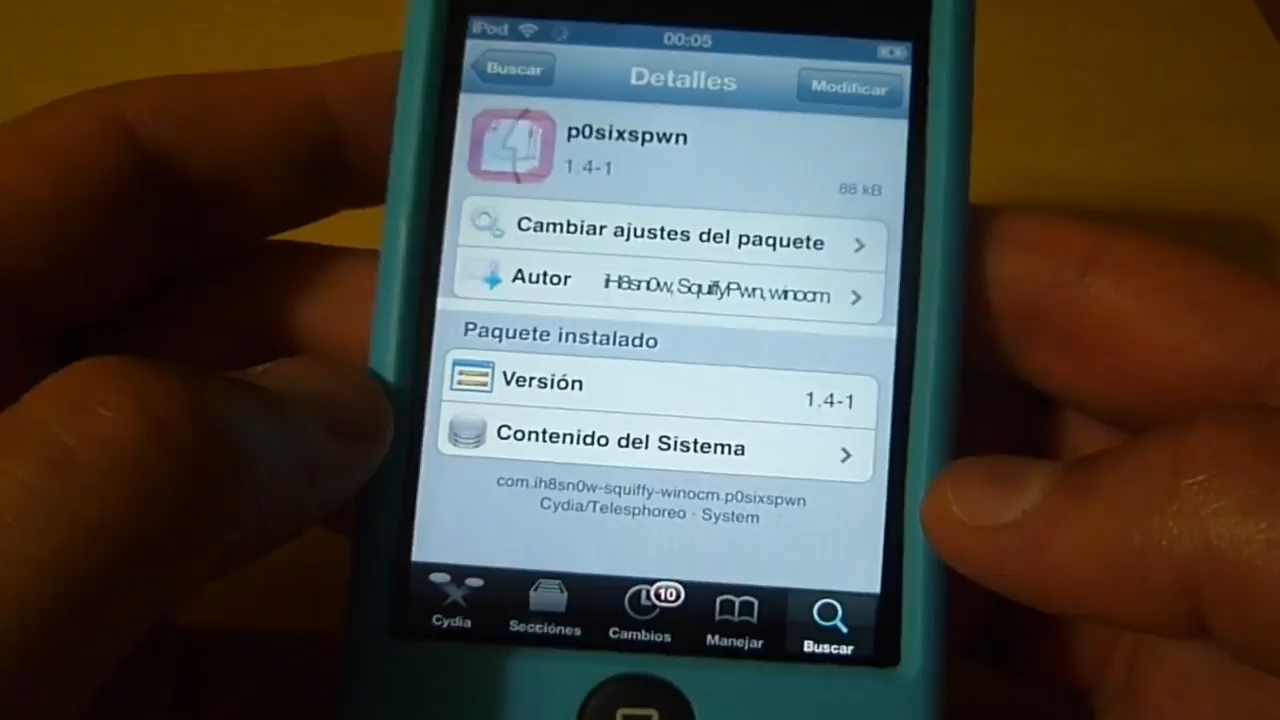 iPod 00:05
Buscar Detalles Modificar
p0sixspwn
1.4-1
88 kB
Cambiar ajustes del paquete
Autor iH8sn0w, SquiffyPwn, winocm
Paquete instalado
Versión 1.4-1
Contenido del Sistema
com.ih8sn0w-squiffy-winocm.p0sixspwn
Cydia/Telesphoreo - System
10
Cydia Secciónes Cambios Manejar Buscar